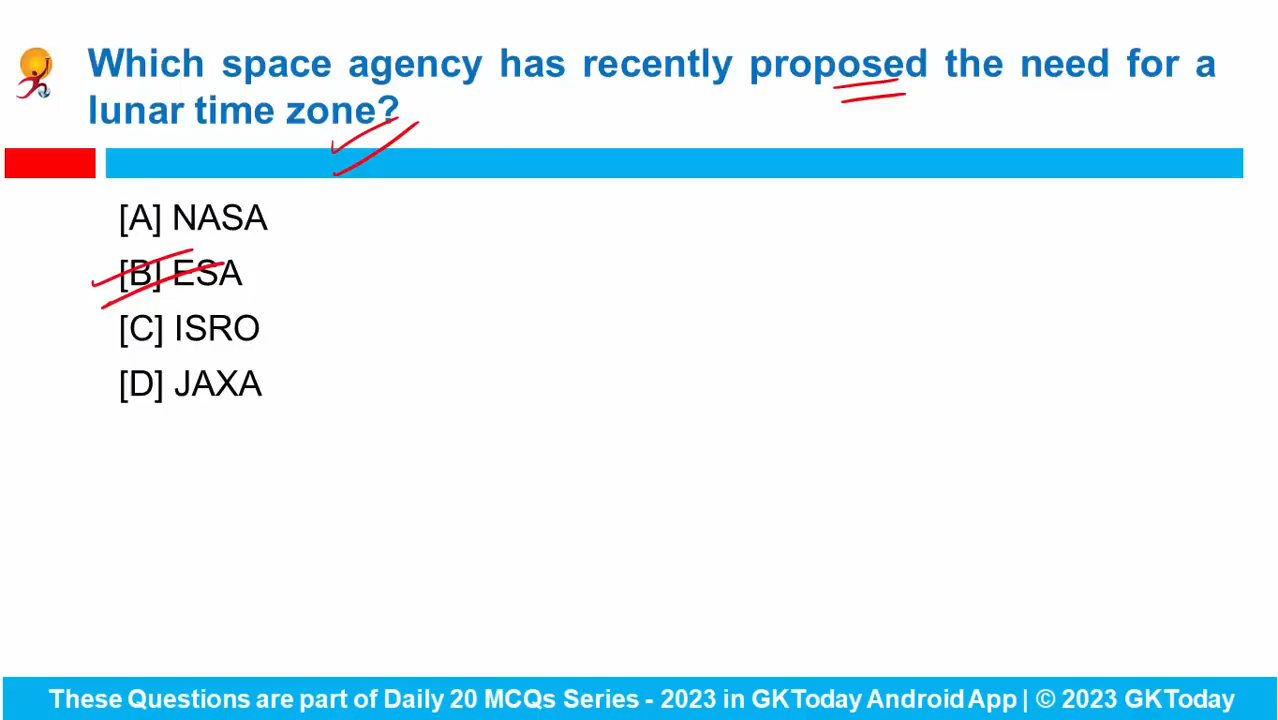 Which space agency has recently proposed the need for a
lunar time zone?
[A] NASA
[B] ESA
[C] ISRO
[D] JAXA
These Questions are part of Daily 20 MCQs Series - 2023 in GKToday Android App | © 2023 GKToday